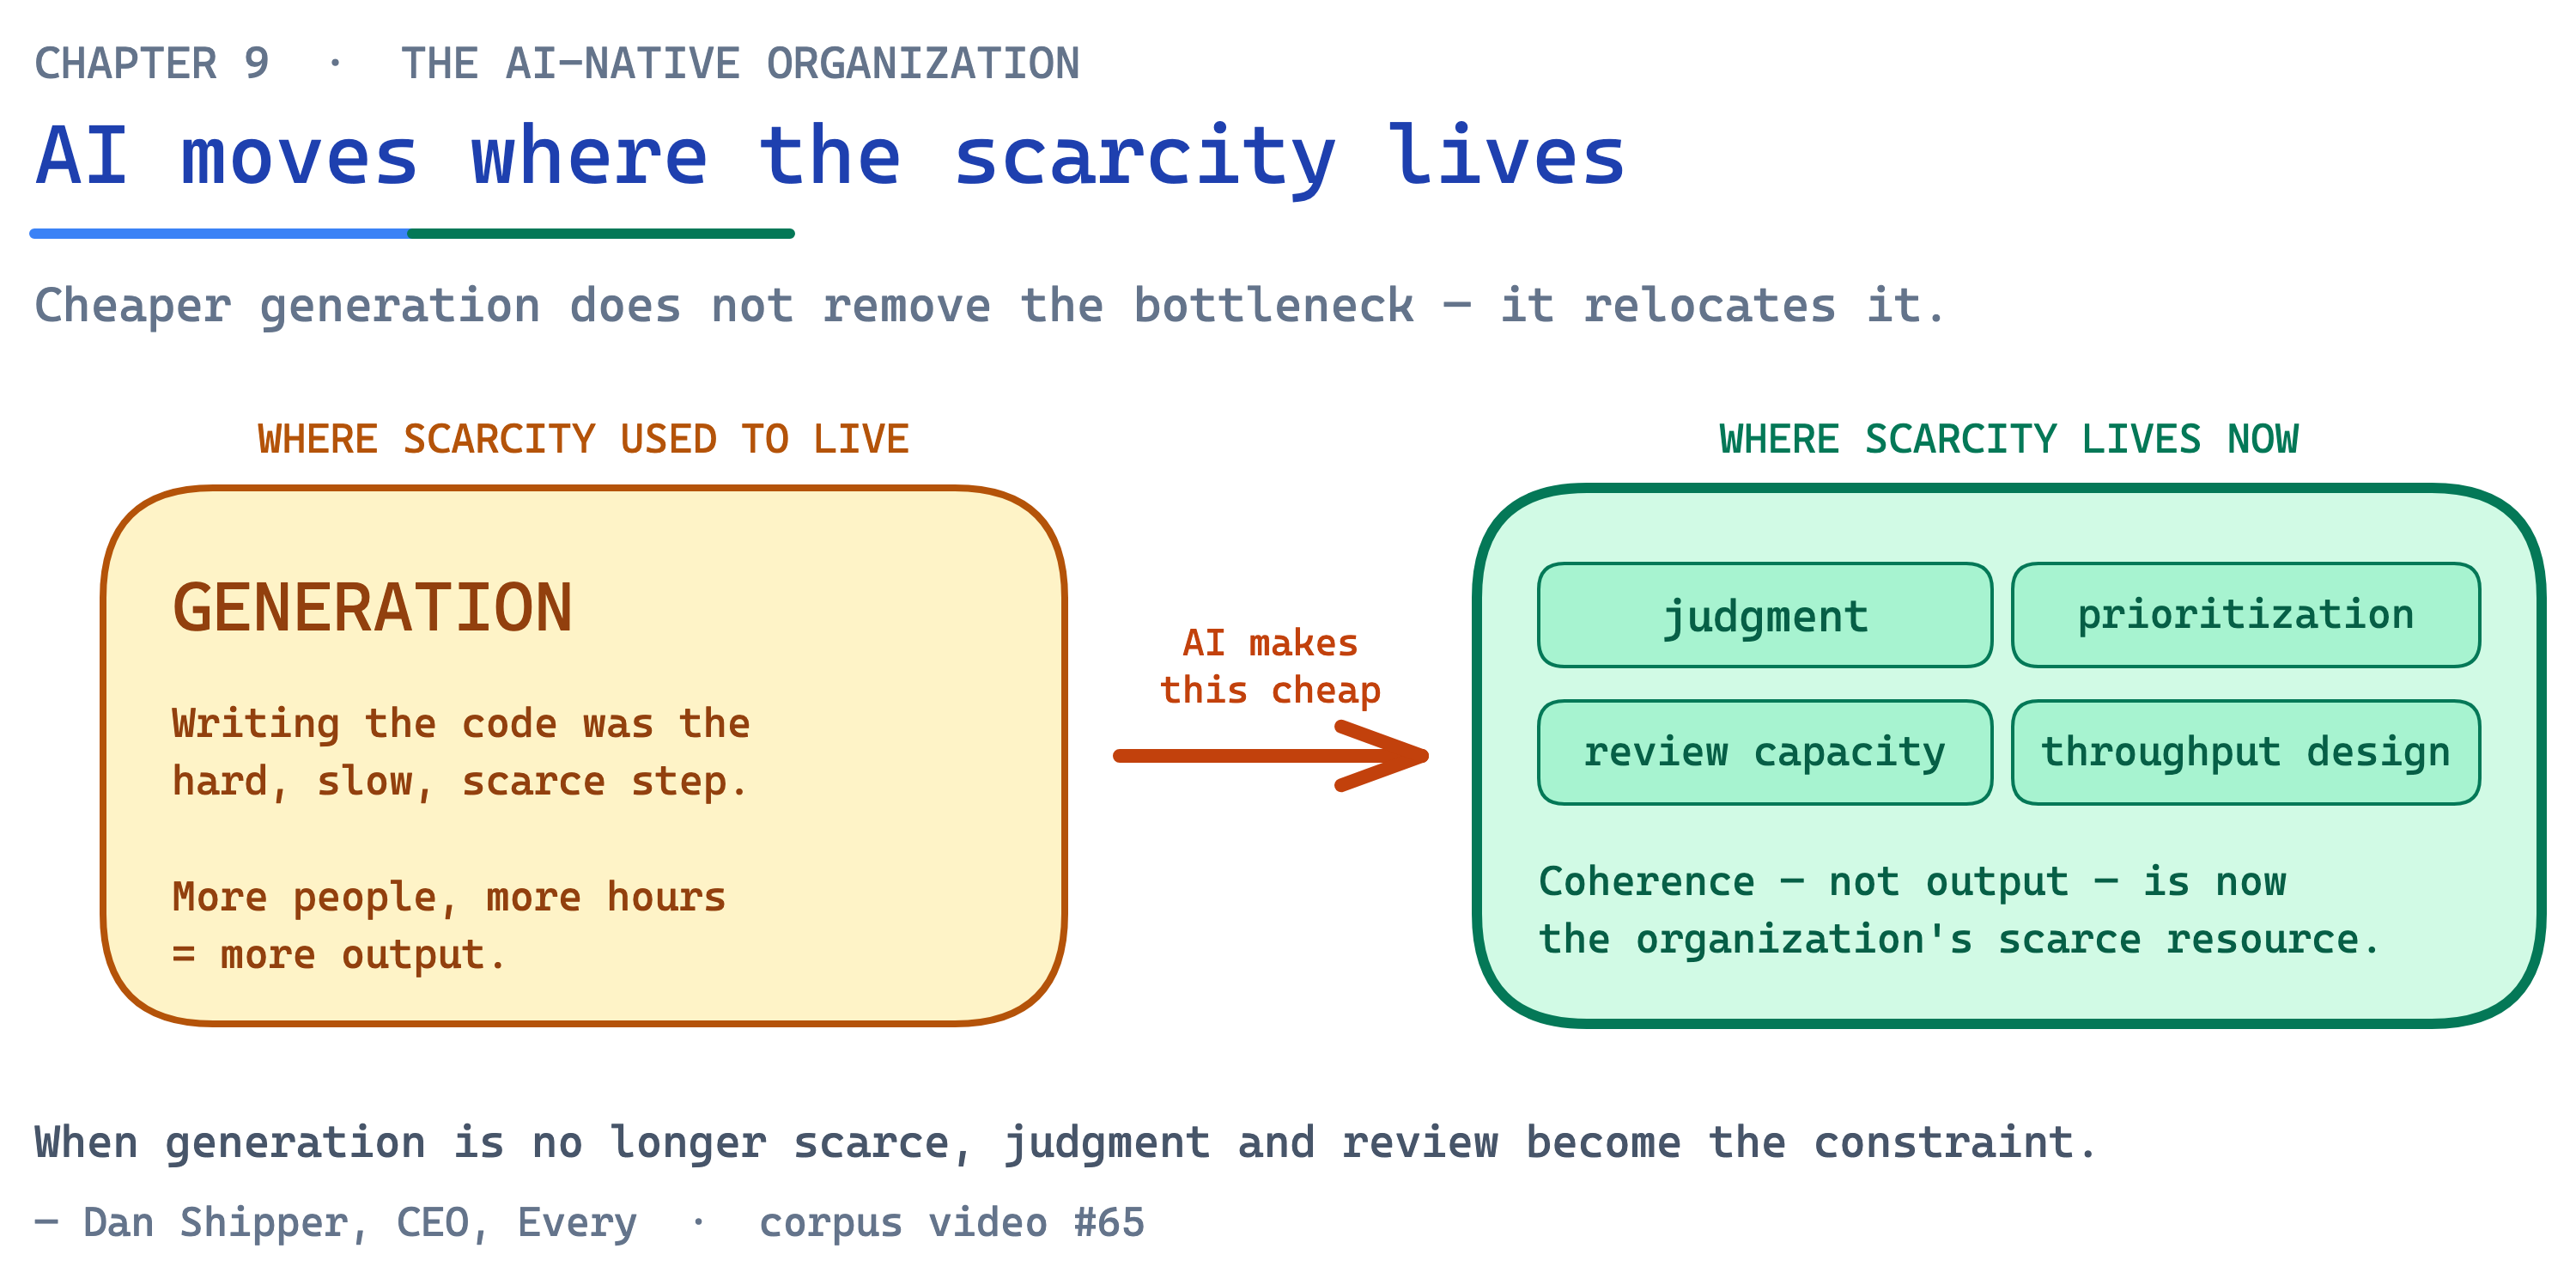 CHAPTER 9 · THE AI–NATIVE ORGANIZATION
AI moves where the scarcity lives
Cheaper generation does not remove the bottleneck — it relocates it.
WHERE SCARCITY USED TO LIVE
GENERATION
Writing the code was the
hard, slow, scarce step.
More people, more hours
= more output.
AI makes
this cheap
WHERE SCARCITY LIVES NOW
judgment
prioritization
review capacity
throughput design
Coherence — not output — is now
the organization's scarce resource.
When generation is no longer scarce, judgment and review become the constraint.
— Dan Shipper, CEO, Every · corpus video #65